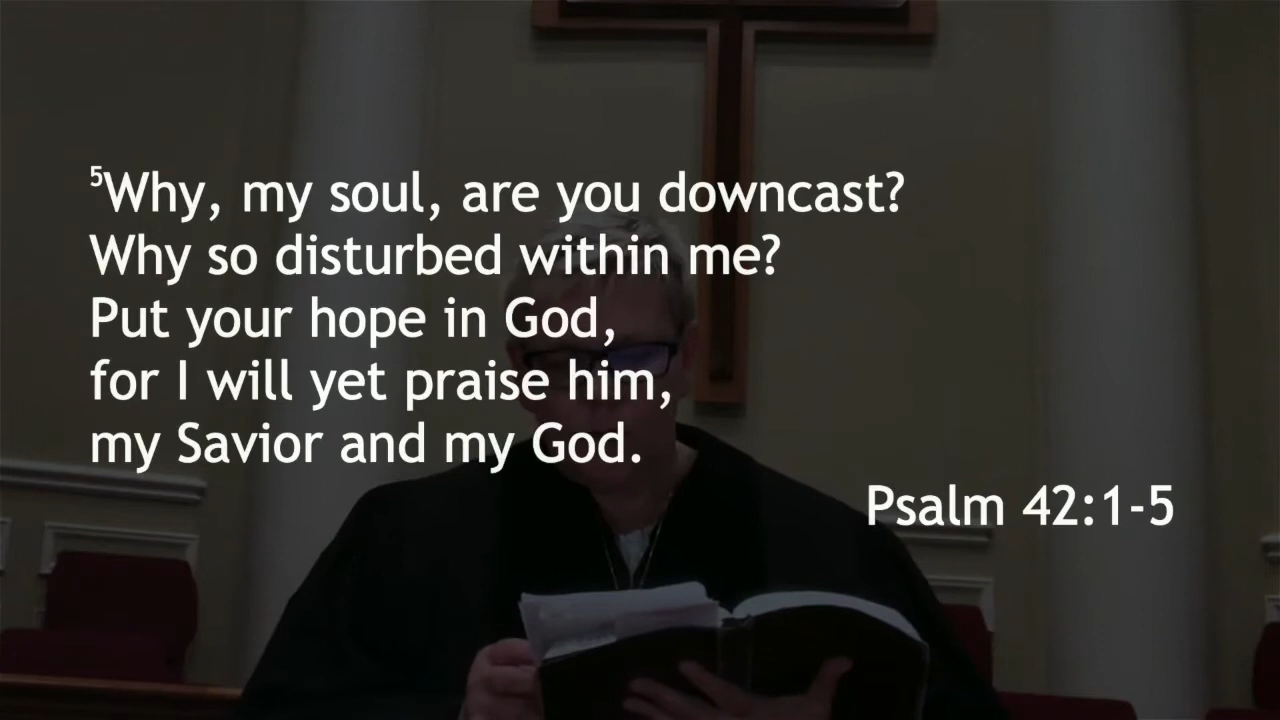 ⁵Why, my soul, are you downcast?
Why so disturbed within me?
Put your hope in God,
for I will yet praise him,
my Savior and my God.
Psalm 42:1-5